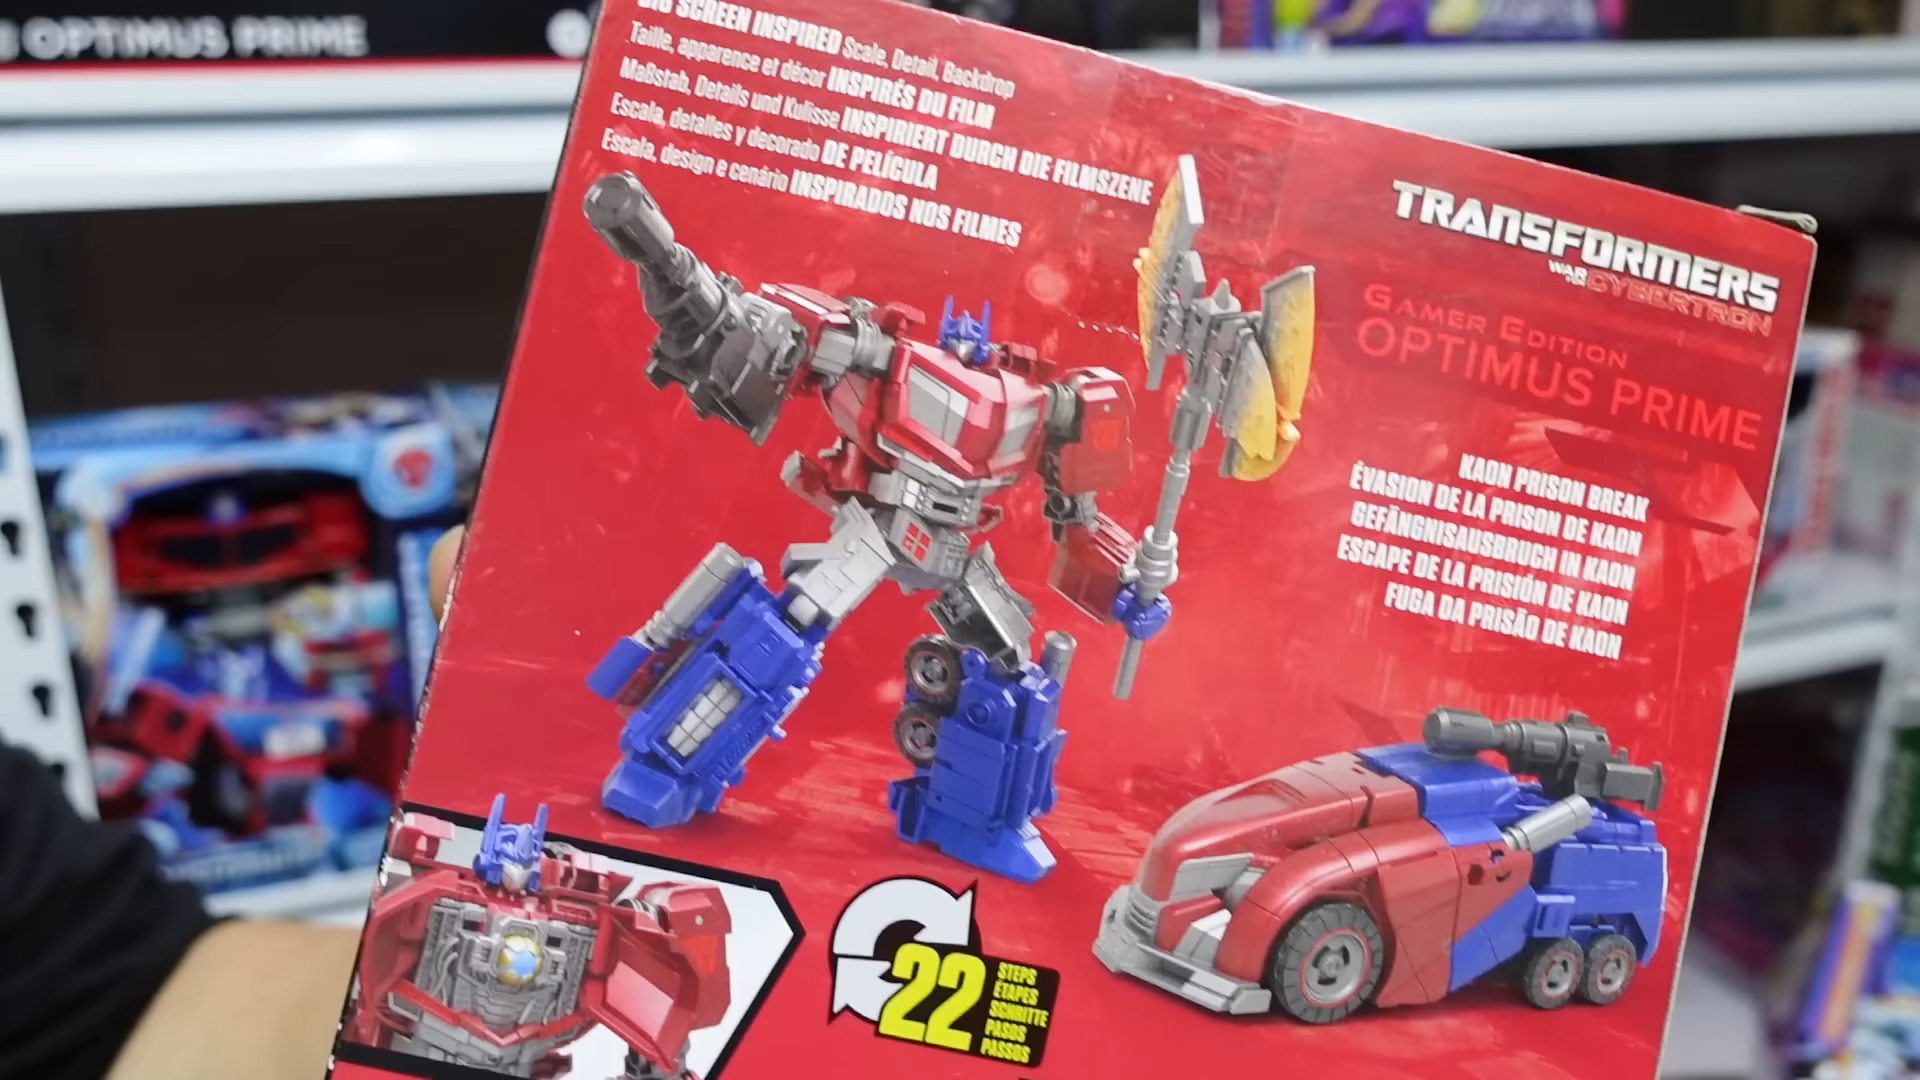 OPTIMUS PRIME
BIG SCREEN INSPIRED Scale, Detail, Backdrop
Taille, apparence et décor INSPIRÉS DU FILM
Maßstab, Details und Kulisse INSPIRIERT DURCH DIE FILMSZENE
Escala, detalles y decorado DE PELÍCULA
Escala, design e cenário INSPIRADOS NOS FILMES
TRANSFORMERS
WAR FOR CYBERTRON
GAMER EDITION
OPTIMUS PRIME
KAON PRISON BREAK
ÉVASION DE LA PRISON DE KAON
GEFÄNGNISAUSBRUCH IN KAON
ESCAPE DE LA PRISIÓN DE KAON
FUGA DA PRISÃO DE KAON
22
STEPS
ÉTAPES
SCHRITTE
PASOS
PASSOS